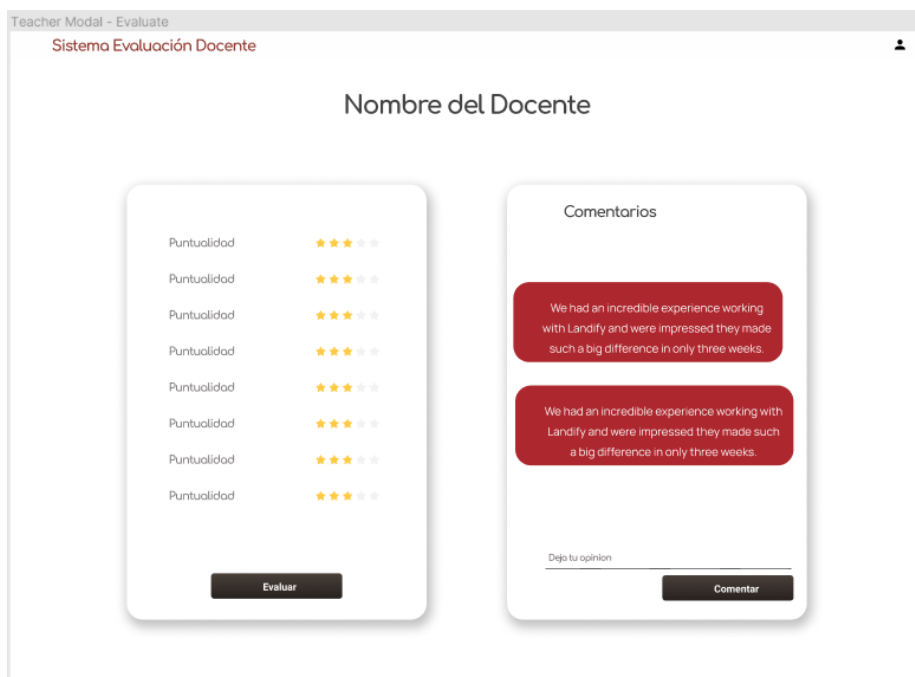 Teacher Modal - Evaluate
Sistema Evaluación Docente
Nombre del Docente
Puntualidad
Puntualidad
Puntualidad
Puntualidad
Puntualidad
Puntualidad
Puntualidad
Puntualidad
Evaluar
Comentarios
We had an incredible experience working
with Landify and were impressed they made
such a big difference in only three weeks.
We had an incredible experience working with
Landify and were impressed they made such
a big difference in only three weeks.
Deja tu opinion
Comentar